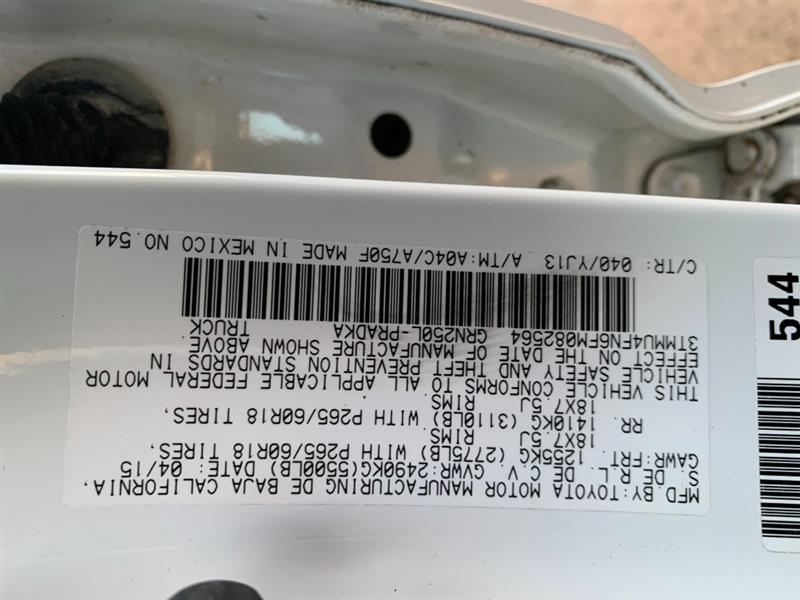 MFD.BY:TOYOTA MOTOR MANUFACTURING DE BAJA CALIFORNIA,
S. DE R.L. DE C.V. GVWR:2490KG(5500LB) DATE: 04/15
GAWR:FRT. 1255KG (2775LB) WITH P265/60R18 TIRES,
18X7.5J RIMS
RR. 1410KG (3110LB) WITH P265/60R18 TIRES,
18X7.5J RIMS
THIS VEHICLE CONFORMS TO ALL APPLICABLE FEDERAL MOTOR
VEHICLE SAFETY AND THEFT PREVENTION STANDARDS IN
EFFECT ON THE DATE OF MANUFACTURE SHOWN ABOVE
3TMMU4FN6FM082564 GRN250L-PRADKA TRUCK
C/TR: 040/YJ13 A/TM:A04C/A750F MADE IN MEXICO NO.544
544